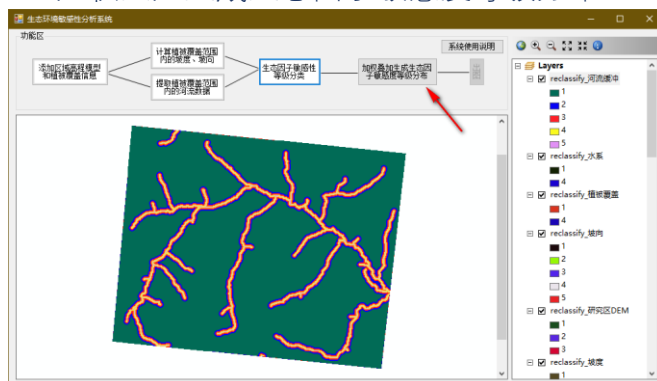 生态环境敏感性分析系统
功能区
系统使用说明
添加区域高程模型
和植被覆盖信息
计算植被覆盖范围
内的坡度、坡向
提取植被覆盖范围
内的河流数据
生态因子敏感性
等级分类
加权叠加生成生态因
子敏感度等级分布
Layers
reclassify_河流缓冲
1
2
3
4
5
reclassify_水系
1
4
reclassify_植被覆盖
1
4
reclassify_坡向
1
2
3
4
5
reclassify_研究区DEM
1
2
3
reclassify_坡度
1